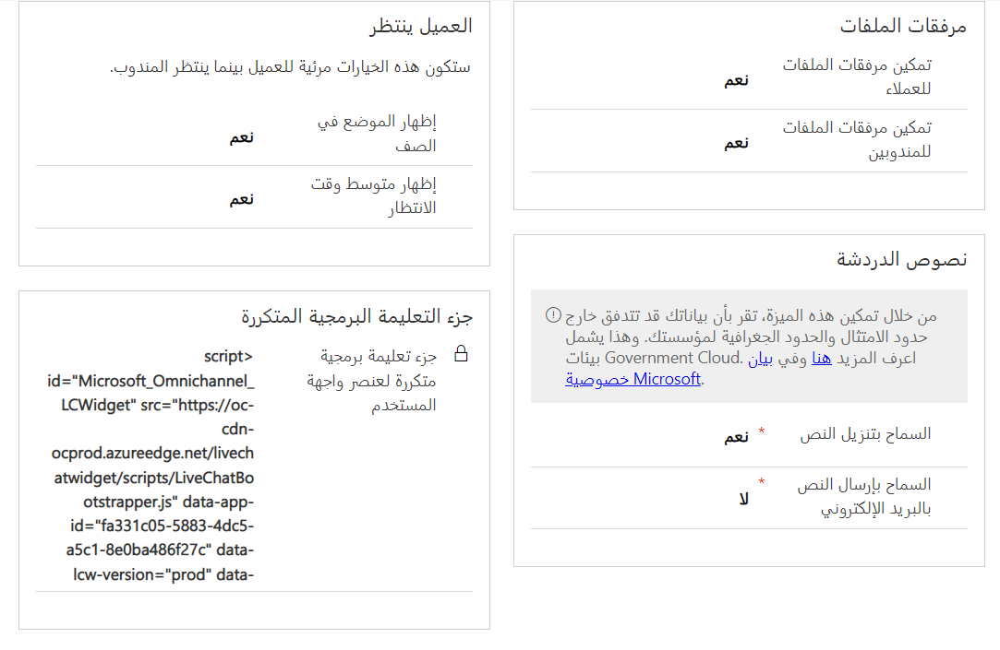 مرفقات الملفات
تمكين مرفقات الملفات
للعملاء
نعم
تمكين مرفقات الملفات
للمندوبين
نعم
نصوص الدردشة
من خلال تمكين هذه الميزة، تقر بأن بياناتك قد تتدفق خارج
حدود الامتثال والحدود الجغرافية لمؤسستك. وهذا يشمل
بيئات Government Cloud. اعرف المزيد هنا وفي بيان
خصوصية Microsoft.
السماح بتنزيل النص
*
نعم
السماح بإرسال النص
بالبريد الإلكتروني
*
لا
العميل ينتظر
ستكون هذه الخيارات مرئية للعميل بينما ينتظر المندوب.
إظهار الموضع في
الصف
نعم
إظهار متوسط وقت
الانتظار
نعم
جزء التعليمة البرمجية المتكررة
جزء تعليمة برمجية
متكررة لعنصر واجهة
المستخدم
script>
id="Microsoft_Omnichannel_
LCWidget" src="https://oc-
cdn-
ocprod.azureedge.net/livech
atwidget/scripts/LiveChatBo
otstrapper.js" data-app-
id="fa331c05-5883-4dc5-
a5c1-8e0ba486f27c" data-
lcw-version="prod" data-